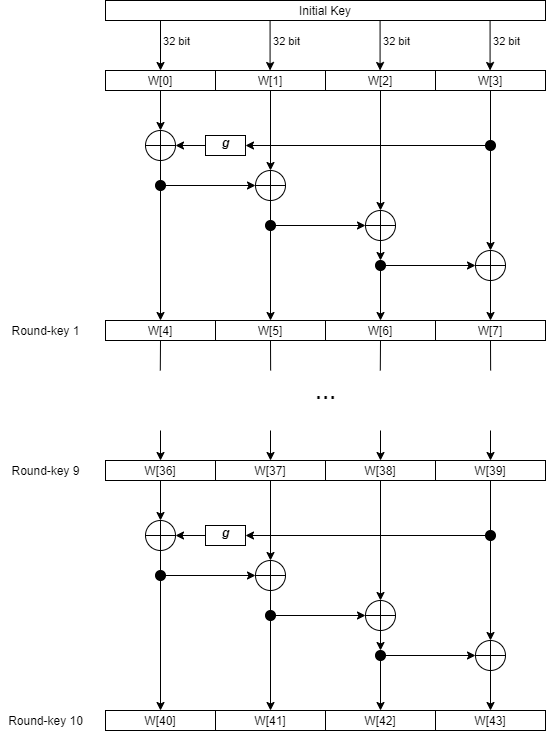 Initial Key
32 bit 32 bit 32 bit 32 bit
W[0] W[1] W[2] W[3]
g
Round-key 1 W[4] W[5] W[6] W[7]
...
Round-key 9 W[36] W[37] W[38] W[39]
g
Round-key 10 W[40] W[41] W[42] W[43]